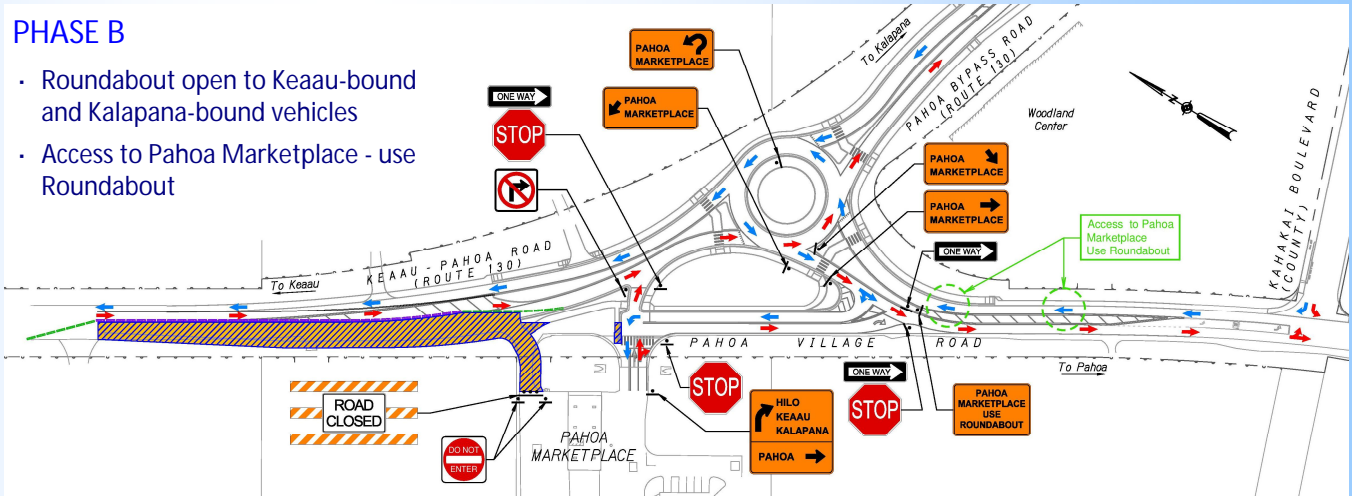 PHASE B
· Roundabout open to Keaau-bound
and Kalapana-bound vehicles
· Access to Pahoa Marketplace - use
Roundabout
PAHOA
MARKETPLACE
PAHOA
MARKETPLACE
ONE WAY
STOP
To Kalapana
PAHOA BYPASS ROAD
(ROUTE 130)
Woodland
Center
N
KAHAKAI BOULEVARD
(COUNTY)
PAHOA
MARKETPLACE
PAHOA
MARKETPLACE
ONE WAY
Access to Pahoa
Marketplace
Use Roundabout
KEAAU - PAHOA ROAD
(ROUTE 130)
To Keaau
PAHOA VILLAGE ROAD
To Pahoa
ROAD
CLOSED
DO NOT
ENTER
PAHOA
MARKETPLACE
STOP
HILO
KEAAU
KALAPANA
PAHOA
ONE WAY
STOP
PAHOA
MARKETPLACE
USE
ROUNDABOUT